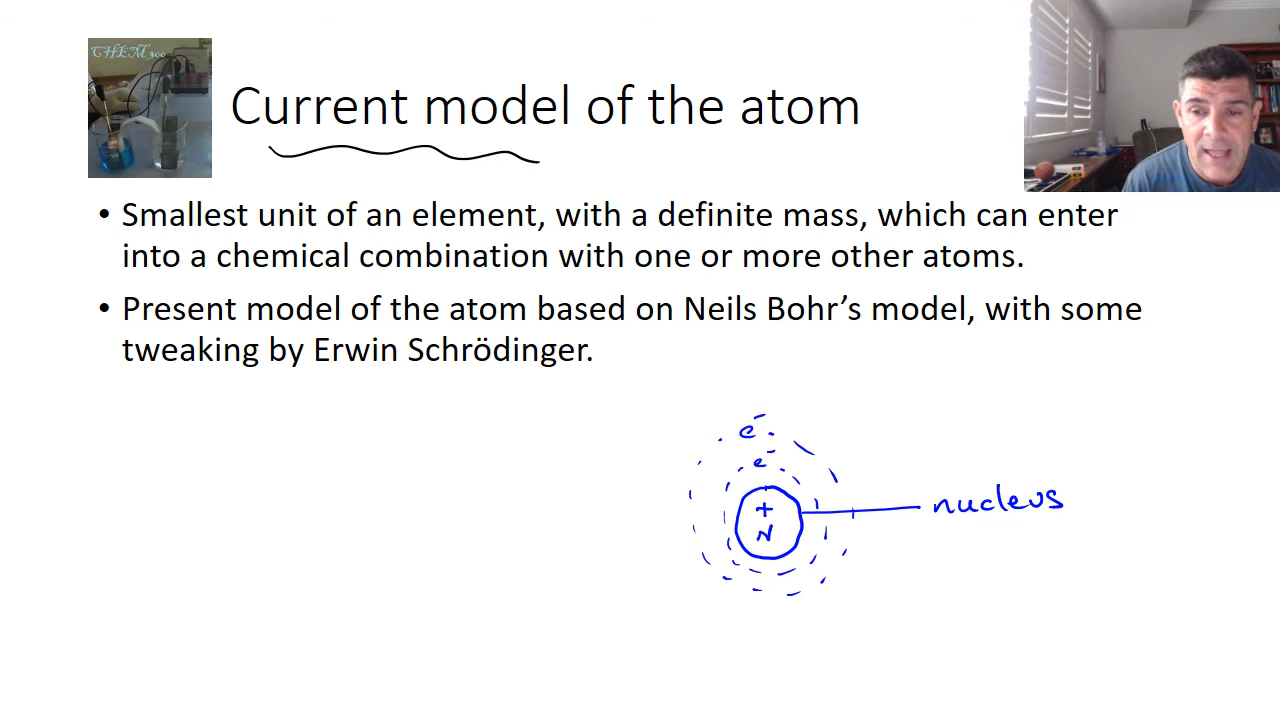 CHEM 300
Current model of the atom
• Smallest unit of an element, with a definite mass, which can enter
into a chemical combination with one or more other atoms.
• Present model of the atom based on Neils Bohr’s model, with some
tweaking by Erwin Schrödinger.
e⁻
e⁻
+
N
nucleus